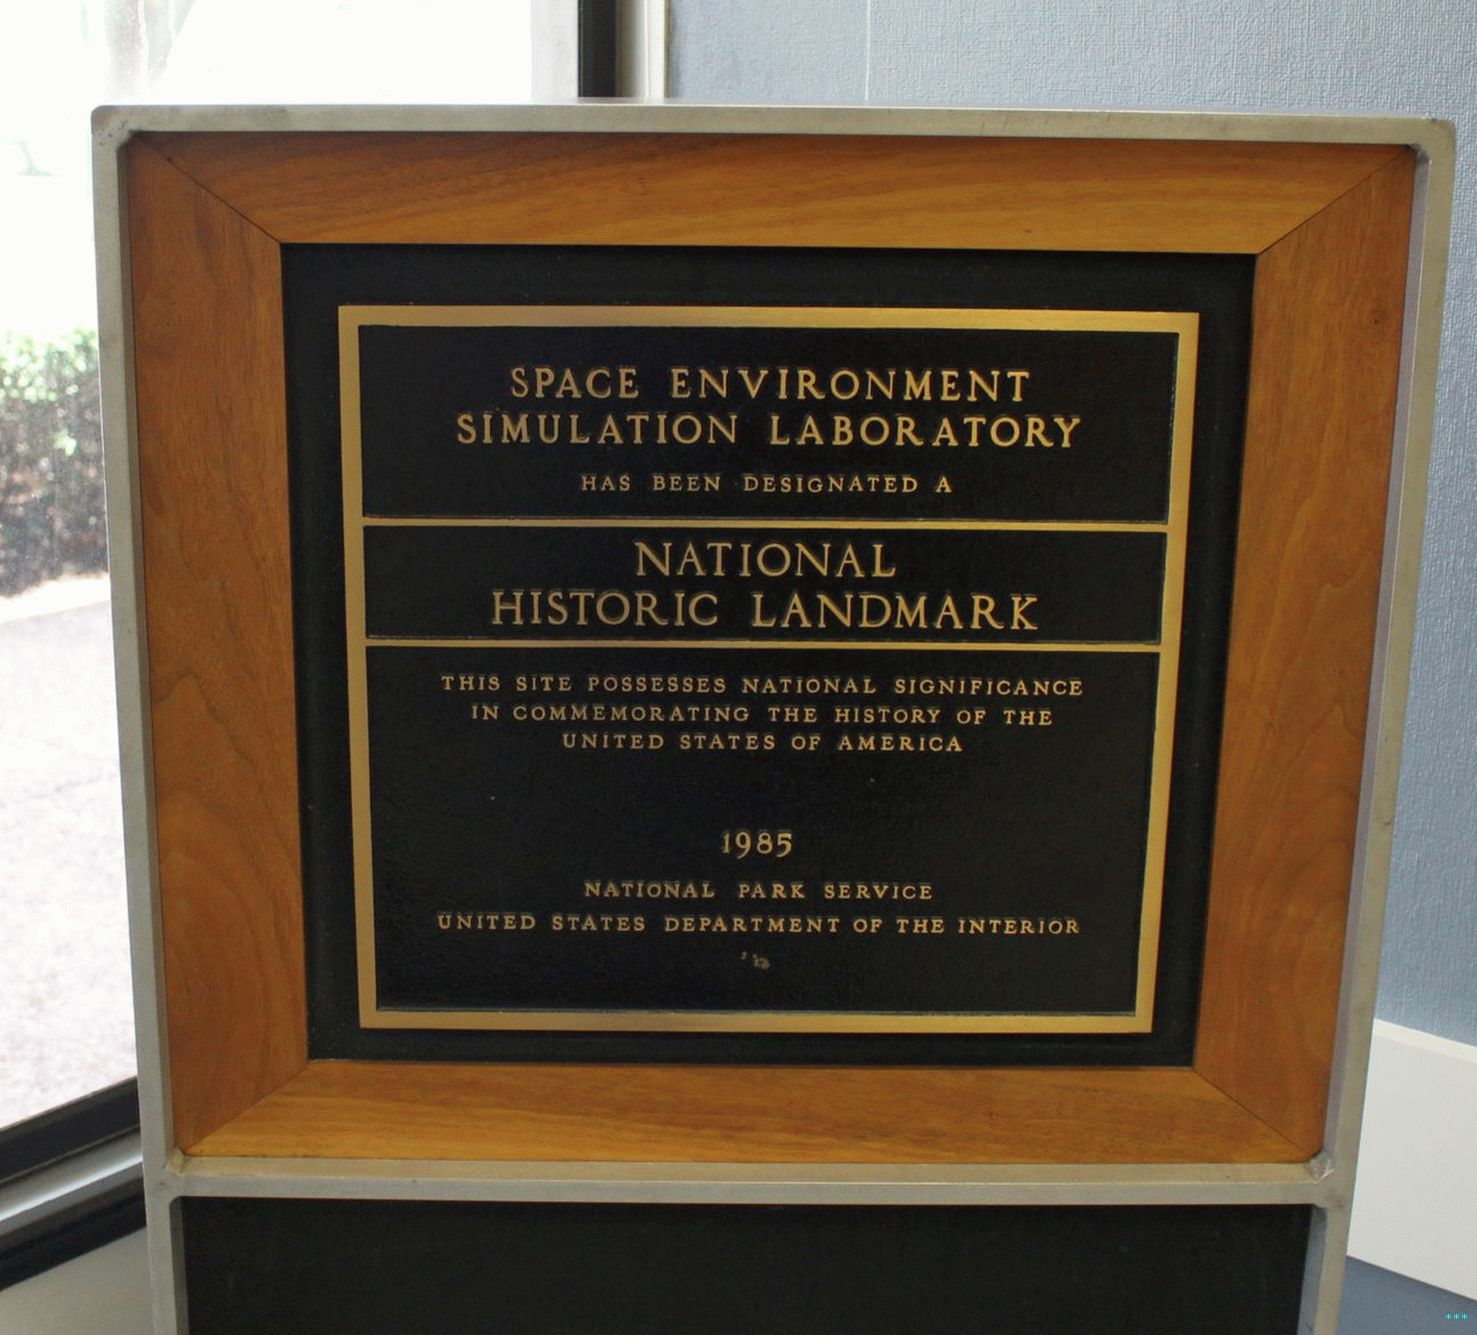 SPACE ENVIRONMENT
SIMULATION LABORATORY
HAS BEEN DESIGNATED A
NATIONAL
HISTORIC LANDMARK
THIS SITE POSSESSES NATIONAL SIGNIFICANCE
IN COMMEMORATING THE HISTORY OF THE
UNITED STATES OF AMERICA
1985
NATIONAL PARK SERVICE
UNITED STATES DEPARTMENT OF THE INTERIOR
***